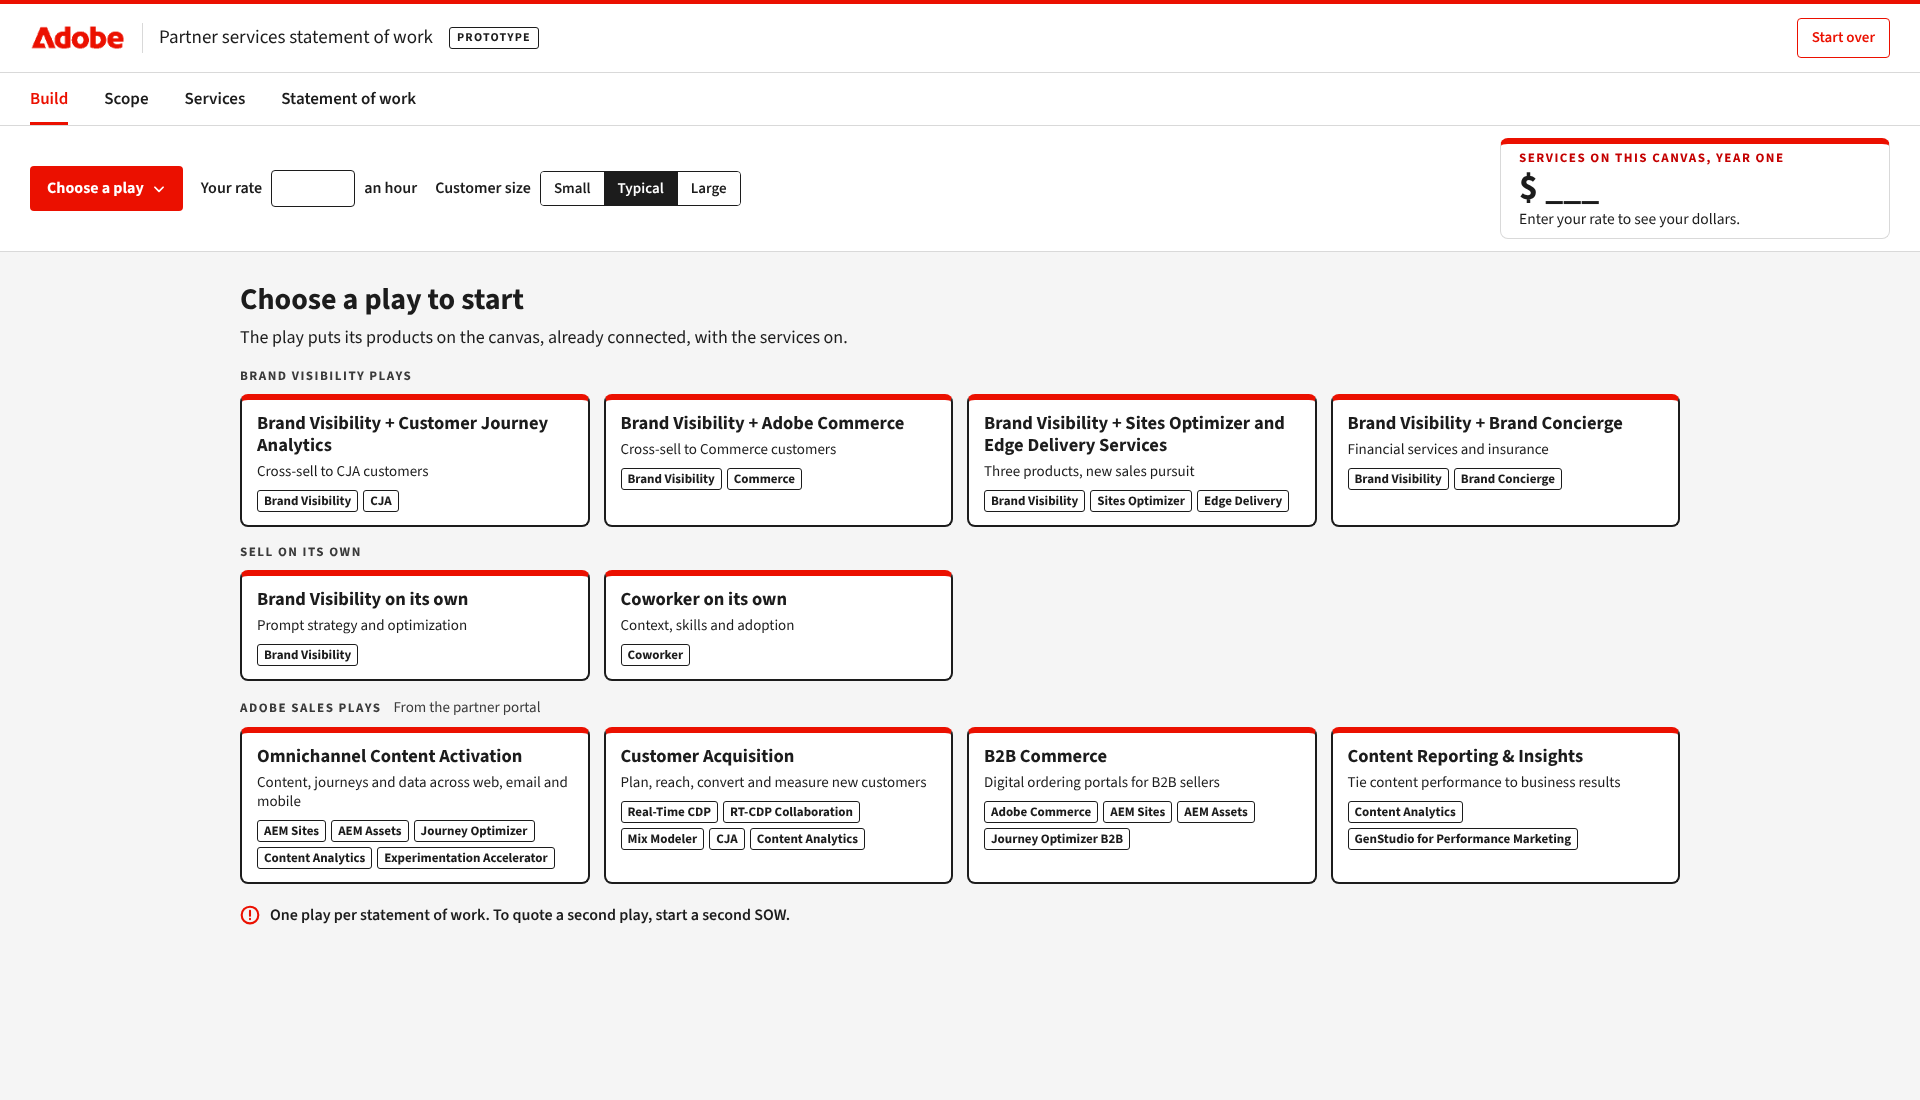 Adobe
Partner services statement of work
PROTOTYPE
Start over
Build
Scope
Services
Statement of work
Choose a play
Your rate
an hour
Customer size
Small
Typical
Large
SERVICES ON THIS CANVAS, YEAR ONE
$ ___
Enter your rate to see your dollars.
Choose a play to start
The play puts its products on the canvas, already connected, with the services on.
BRAND VISIBILITY PLAYS
Brand Visibility + Customer Journey
Analytics
Cross-sell to CJA customers
Brand Visibility
CJA
Brand Visibility + Adobe Commerce
Cross-sell to Commerce customers
Brand Visibility
Commerce
Brand Visibility + Sites Optimizer and
Edge Delivery Services
Three products, new sales pursuit
Brand Visibility
Sites Optimizer
Edge Delivery
Brand Visibility + Brand Concierge
Financial services and insurance
Brand Visibility
Brand Concierge
SELL ON ITS OWN
Brand Visibility on its own
Prompt strategy and optimization
Brand Visibility
Coworker on its own
Context, skills and adoption
Coworker
ADOBE SALES PLAYS
From the partner portal
Omnichannel Content Activation
Content, journeys and data across web, email and
mobile
AEM Sites
AEM Assets
Journey Optimizer
Content Analytics
Experimentation Accelerator
Customer Acquisition
Plan, reach, convert and measure new customers
Real-Time CDP
RT-CDP Collaboration
Mix Modeler
CJA
Content Analytics
B2B Commerce
Digital ordering portals for B2B sellers
Adobe Commerce
AEM Sites
AEM Assets
Journey Optimizer B2B
Content Reporting & Insights
Tie content performance to business results
Content Analytics
GenStudio for Performance Marketing
One play per statement of work. To quote a second play, start a second SOW.